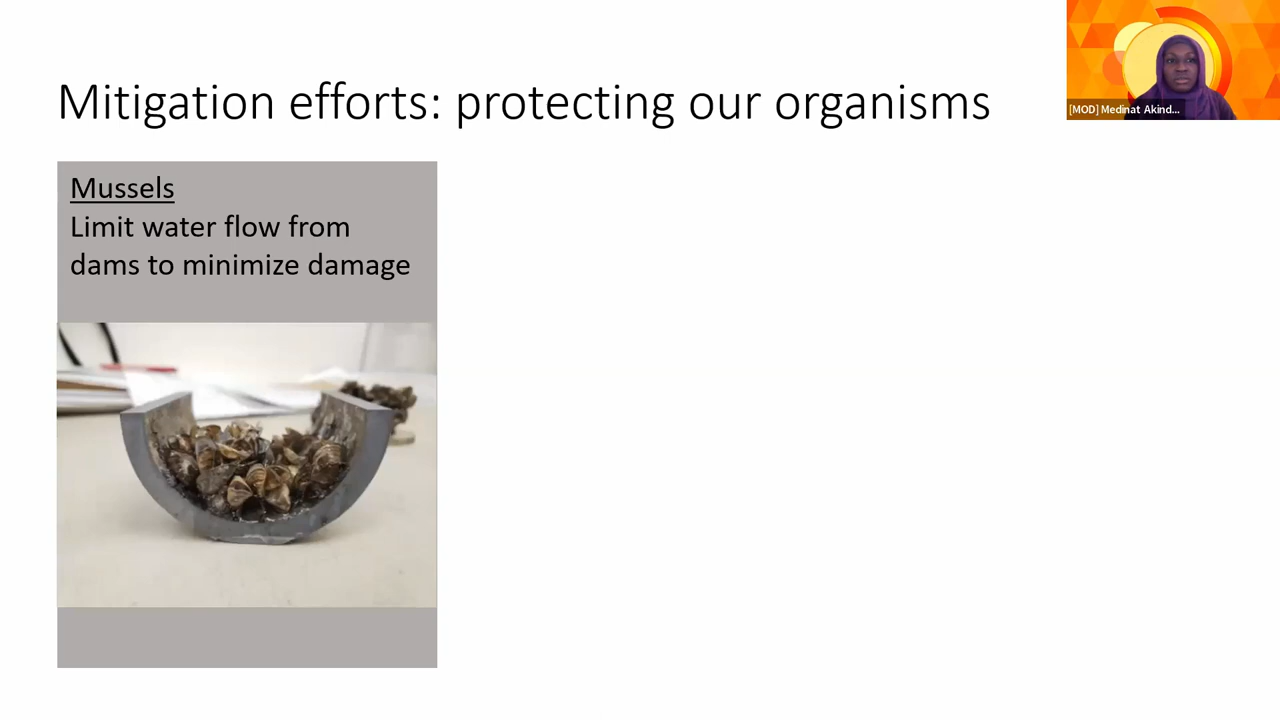 Mitigation efforts: protecting our organisms
[MOD] Medinat Akind...
Mussels
Limit water flow from
dams to minimize damage